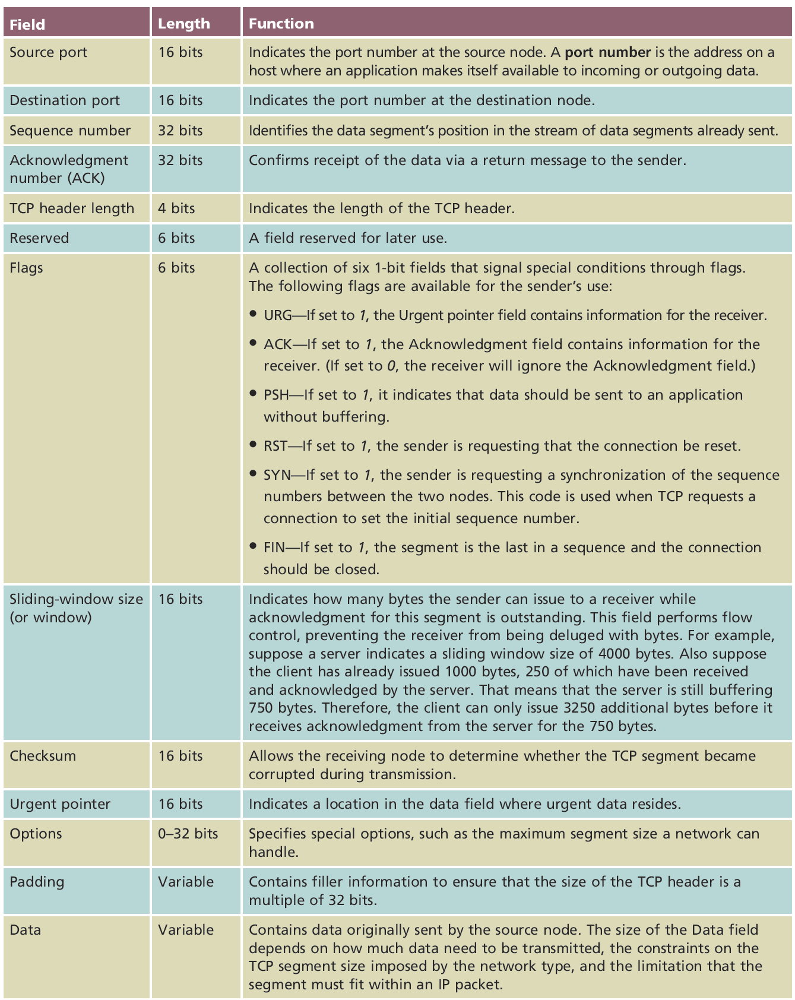 Field Length Function
Source port 16 bits Indicates the port number at the source node. A port number is the address on a
host where an application makes itself available to incoming or outgoing data.
Destination port 16 bits Indicates the port number at the destination node.
Sequence number 32 bits Identifies the data segment’s position in the stream of data segments already sent.
Acknowledgment 32 bits Confirms receipt of the data via a return message to the sender.
number (ACK)
TCP header length 4 bits Indicates the length of the TCP header.
Reserved 6 bits A field reserved for later use.
Flags 6 bits A collection of six 1-bit fields that signal special conditions through flags.
The following flags are available for the sender’s use:
• URG—If set to 1, the Urgent pointer field contains information for the receiver.
• ACK—If set to 1, the Acknowledgment field contains information for the
receiver. (If set to 0, the receiver will ignore the Acknowledgment field.)
• PSH—If set to 1, it indicates that data should be sent to an application
without buffering.
• RST—If set to 1, the sender is requesting that the connection be reset.
• SYN—If set to 1, the sender is requesting a synchronization of the sequence
numbers between the two nodes. This code is used when TCP requests a
connection to set the initial sequence number.
• FIN—If set to 1, the segment is the last in a sequence and the connection
should be closed.
Sliding-window size 16 bits Indicates how many bytes the sender can issue to a receiver while
(or window) acknowledgment for this segment is outstanding. This field performs flow
control, preventing the receiver from being deluged with bytes. For example,
suppose a server indicates a sliding window size of 4000 bytes. Also suppose
the client has already issued 1000 bytes, 250 of which have been received
and acknowledged by the server. That means that the server is still buffering
750 bytes. Therefore, the client can only issue 3250 additional bytes before it
receives acknowledgment from the server for the 750 bytes.
Checksum 16 bits Allows the receiving node to determine whether the TCP segment became
corrupted during transmission.
Urgent pointer 16 bits Indicates a location in the data field where urgent data resides.
Options 0–32 bits Specifies special options, such as the maximum segment size a network can
handle.
Padding Variable Contains filler information to ensure that the size of the TCP header is a
multiple of 32 bits.
Data Variable Contains data originally sent by the source node. The size of the Data field
depends on how much data need to be transmitted, the constraints on the
TCP segment size imposed by the network type, and the limitation that the
segment must fit within an IP packet.